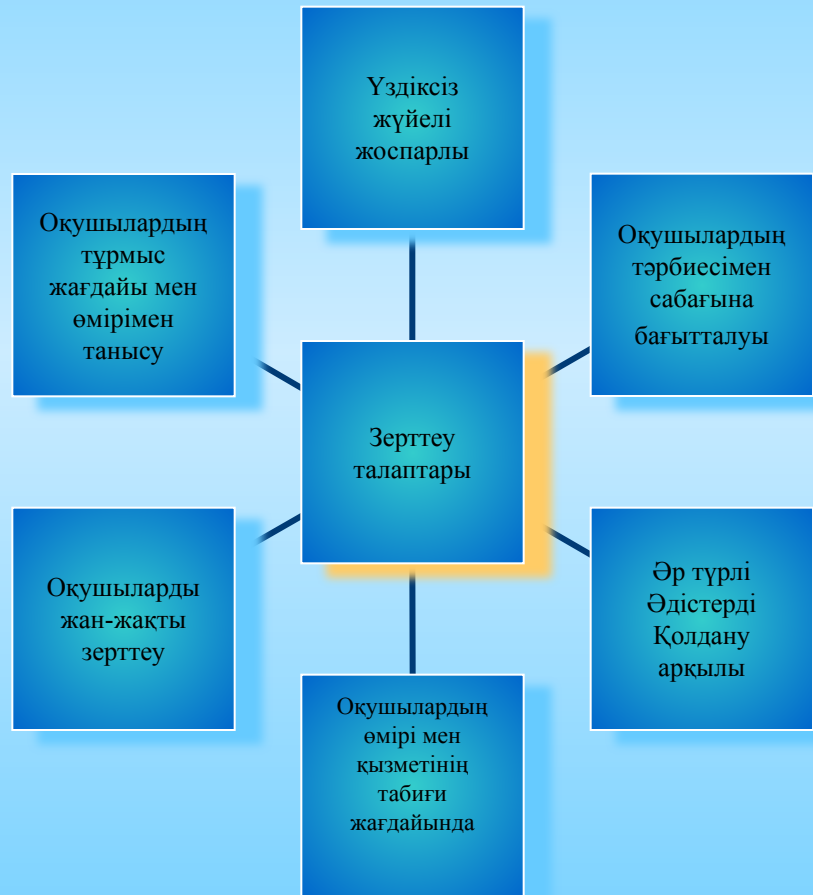 Үздіксіз
жүйелі
жоспарлы
Оқушылардың
тұрмыс
жағдайы мен
өмірімен
танысу
Оқушылардың
тәрбиесімен
сабағына
бағытталуы
Зерттеу
талаптары
Оқушыларды
жан-жақты
зерттеу
Әр түрлі
Әдістерді
Қолдану
арқылы
Оқушылардың
өмірі мен
қызметінің
табиғи
жағдайында